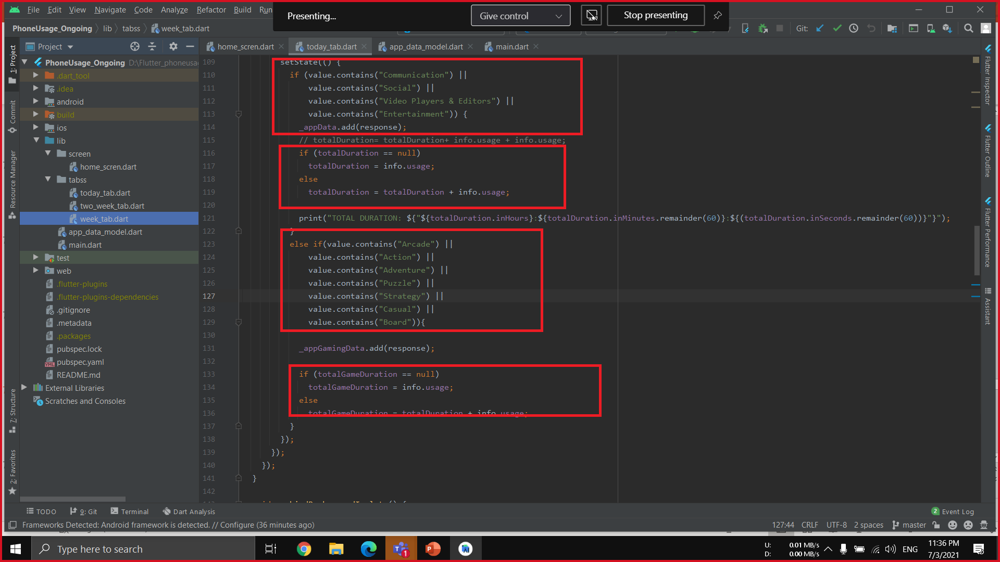 File Edit View Navigate Code Analyze Refactor Build Run
Presenting...
Give control
Stop presenting
PhoneUsage_Ongoing lib tabss week_tab.dart
Git:
Project
home_scren.dart
today_tab.dart
app_data_model.dart
main.dart
1: Project
Commit
Resource Manager
7: Structure
2: Favorites
PhoneUsage_Ongoing D:\Flutter_phoneusa
.dart_tool
.idea
android
build
ios
lib
screen
home_scren.dart
tabss
today_tab.dart
two_week_tab.dart
week_tab.dart
app_data_model.dart
main.dart
test
web
.flutter-plugins
.flutter-plugins-dependencies
.gitignore
.metadata
.packages
pubspec.lock
pubspec.yaml
README.md
External Libraries
Scratches and Consoles
109 setState(() {
110 if (value.contains("Communication") ||
111 value.contains("Social") ||
112 value.contains("Video Players & Editors") ||
113 value.contains("Entertainment")) {
114 _appData.add(response);
115 // totalDuration= totalDuration+ info.usage + info.usage;
116 if (totalDuration == null)
117 totalDuration = info.usage;
118 else
119 totalDuration = totalDuration + info.usage;
120
121 print("TOTAL DURATION: ${"${totalDuration.inHours}:${totalDuration.inMinutes.remainder(60)}:${(totalDuration.inSeconds.remainder(60))}"}");
122 }
123 else if(value.contains("Arcade") ||
124 value.contains("Action") ||
125 value.contains("Adventure") ||
126 value.contains("Puzzle") ||
127 value.contains("Strategy") ||
128 value.contains("Casual") ||
129 value.contains("Board")){
130
131 _appGamingData.add(response);
132
133 if (totalGameDuration == null)
134 totalGameDuration = info.usage;
135 else
136 totalGameDuration = totalDuration + info.usage;
137 }
138 });
139 });
140 });
141 }
142
Flutter Inspector
Flutter Outline
Flutter Performance
Assistant
TODO 9: Git Terminal Dart Analysis
2 Event Log
Frameworks Detected: Android framework is detected. // Configure (36 minutes ago)
127:44 CRLF UTF-8 2 spaces master
Type here to search
1
U: 0.01 MB/s
D: 0.00 MB/s
ENG
11:36 PM
7/3/2021